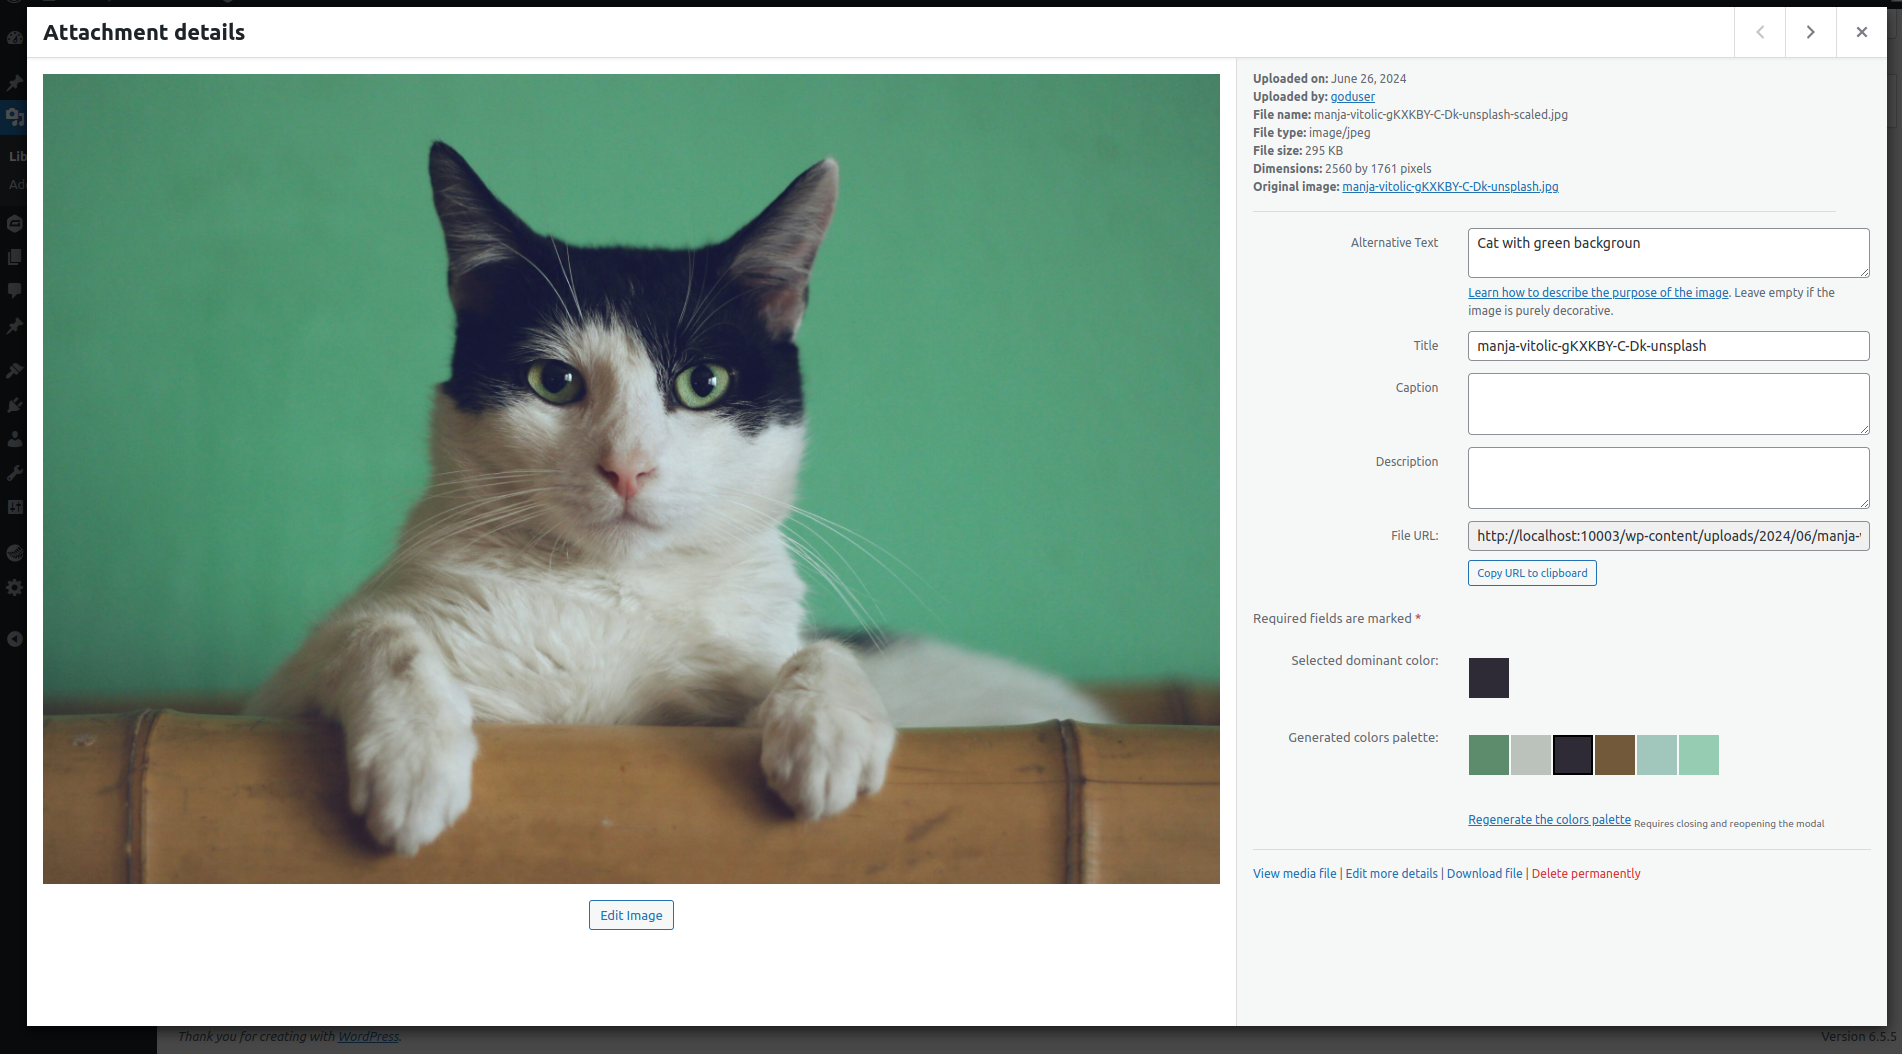 Attachment details
Uploaded on: June 26, 2024
Uploaded by: goduser
File name: manja-vitolic-gKXKBY-C-Dk-unsplash-scaled.jpg
File type: image/jpeg
File size: 295 KB
Dimensions: 2560 by 1761 pixels
Original image: manja-vitolic-gKXKBY-C-Dk-unsplash.jpg
Alternative Text
Cat with green backgroun
Learn how to describe the purpose of the image. Leave empty if the
image is purely decorative.
Title
manja-vitolic-gKXKBY-C-Dk-unsplash
Caption
Description
File URL:
http://localhost:10003/wp-content/uploads/2024/06/manja-
Copy URL to clipboard
Required fields are marked *
Selected dominant color:
Generated colors palette:
Regenerate the colors palette Requires closing and reopening the modal
View media file | Edit more details | Download file | Delete permanently
Edit Image
Lib
Ad
Thank you for creating with WordPress.
Version 6.5.5